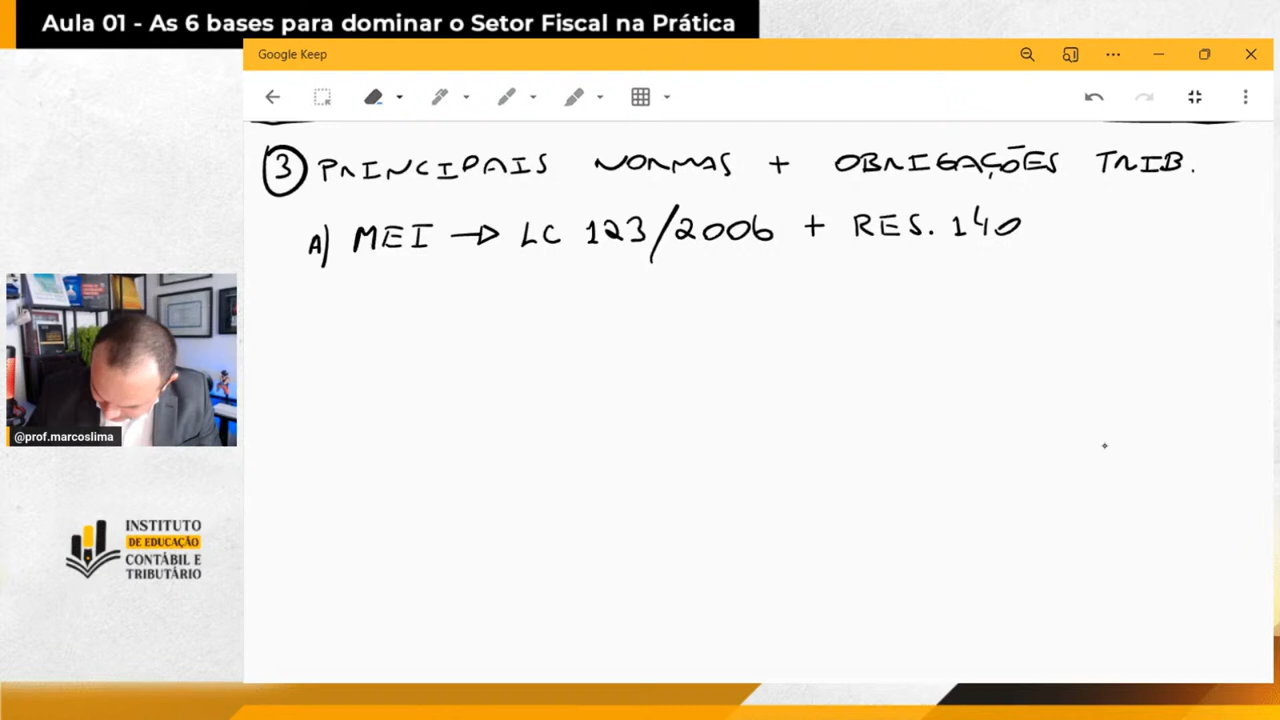 Aula 01 - As 6 bases para dominar o Setor Fiscal na Prática
Google Keep
3 PRINCIPAIS NORMAS + OBRIGAÇÕES TRIB.
A) MEI → LC 123/2006 + RES. 140
@prof.marcoslima
INSTITUTO
DE EDUCAÇÃO
CONTÁBIL E
TRIBUTÁRIO